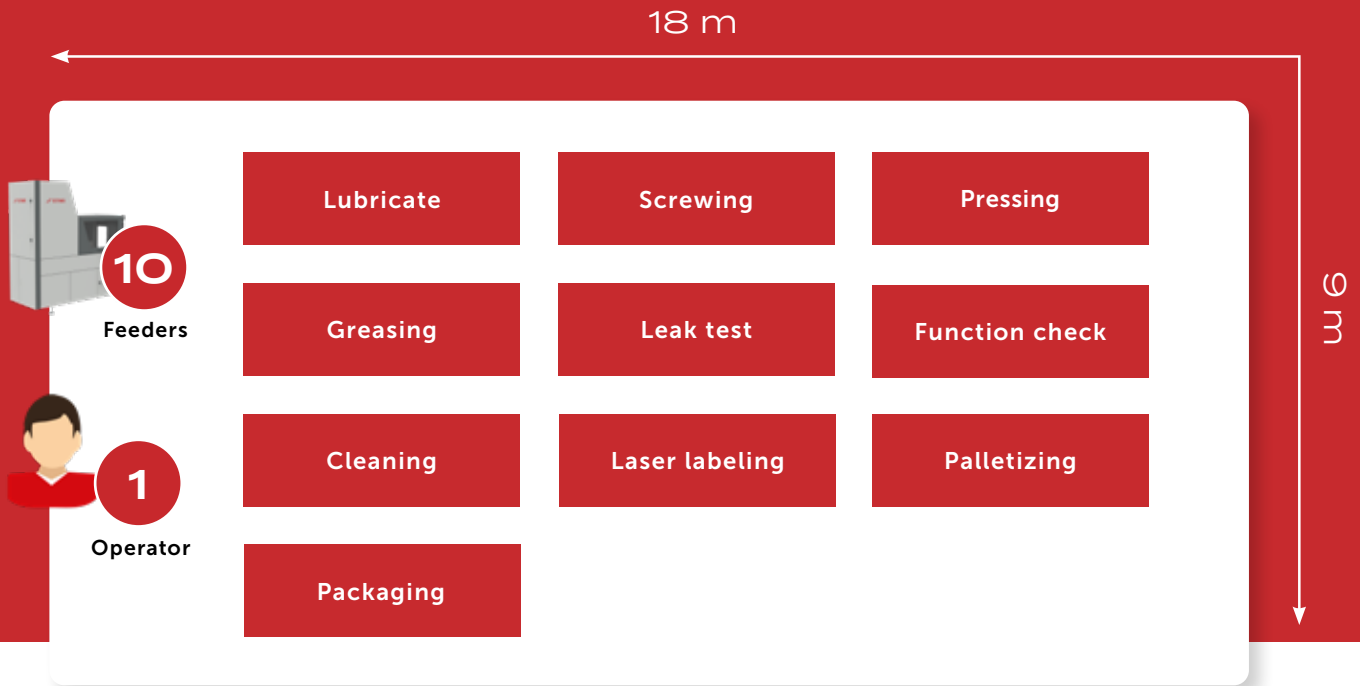 18 m
Lubricate
Screwing
Pressing
10
Feeders
Greasing
Leak test
Function check
9 m
Cleaning
Laser labeling
Palletizing
1
Operator
Packaging